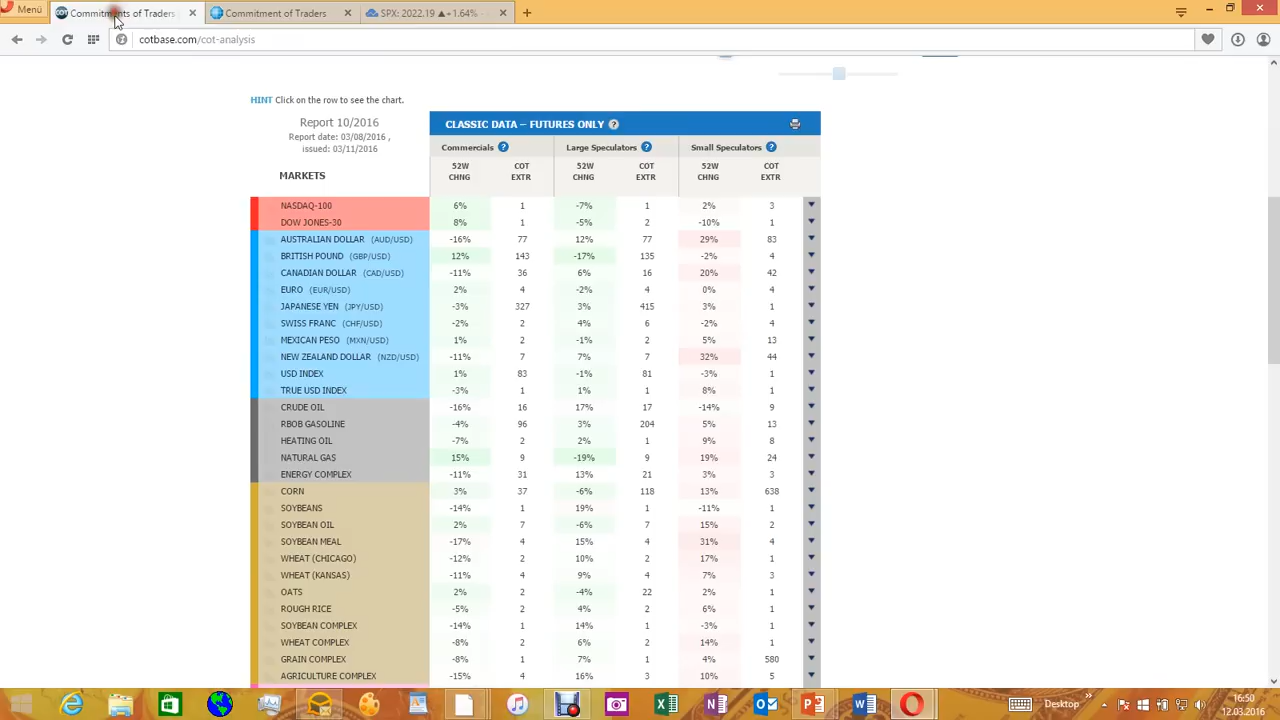 Menü
Commitments of Traders
Commitment of Traders
SPX: 2022.19 ▲+1.64%
cotbase.com/cot-analysis
HINT Click on the row to see the chart.
Report 10/2016
Report date: 03/08/2016 ,
issued: 03/11/2016
CLASSIC DATA – FUTURES ONLY ?
Commercials ? Large Speculators ? Small Speculators ?
MARKETS
52W CHNG COT EXTR 52W CHNG COT EXTR 52W CHNG COT EXTR
NASDAQ-100 6% 1 -7% 1 2% 3
DOW JONES-30 8% 1 -5% 2 -10% 1
AUSTRALIAN DOLLAR (AUD/USD) -16% 77 12% 77 29% 83
BRITISH POUND (GBP/USD) 12% 143 -17% 135 -2% 4
CANADIAN DOLLAR (CAD/USD) -11% 36 6% 16 20% 42
EURO (EUR/USD) 2% 4 -2% 4 0% 4
JAPANESE YEN (JPY/USD) -3% 327 3% 415 3% 1
SWISS FRANC (CHF/USD) -2% 2 4% 6 -2% 4
MEXICAN PESO (MXN/USD) 1% 2 -1% 2 5% 13
NEW ZEALAND DOLLAR (NZD/USD) -11% 7 7% 7 32% 44
USD INDEX 1% 83 -1% 81 -3% 1
TRUE USD INDEX -3% 1 1% 1 8% 1
CRUDE OIL -16% 16 17% 17 -14% 9
RBOB GASOLINE -4% 96 3% 204 5% 13
HEATING OIL -7% 2 2% 1 9% 8
NATURAL GAS 15% 9 -19% 9 19% 24
ENERGY COMPLEX -11% 31 13% 21 3% 3
CORN 3% 37 -6% 118 13% 638
SOYBEANS -14% 1 19% 1 -11% 1
SOYBEAN OIL 2% 7 -6% 7 15% 2
SOYBEAN MEAL -17% 4 15% 4 31% 4
WHEAT (CHICAGO) -12% 2 10% 2 17% 1
WHEAT (KANSAS) -11% 4 9% 4 7% 3
OATS 2% 2 -4% 22 2% 1
ROUGH RICE -5% 2 4% 2 6% 1
SOYBEAN COMPLEX -14% 1 14% 1 -3% 1
WHEAT COMPLEX -8% 2 6% 2 14% 1
GRAIN COMPLEX -8% 1 7% 1 4% 580
AGRICULTURE COMPLEX -15% 4 16% 3 10% 5
Desktop
16:50
12.03.2016